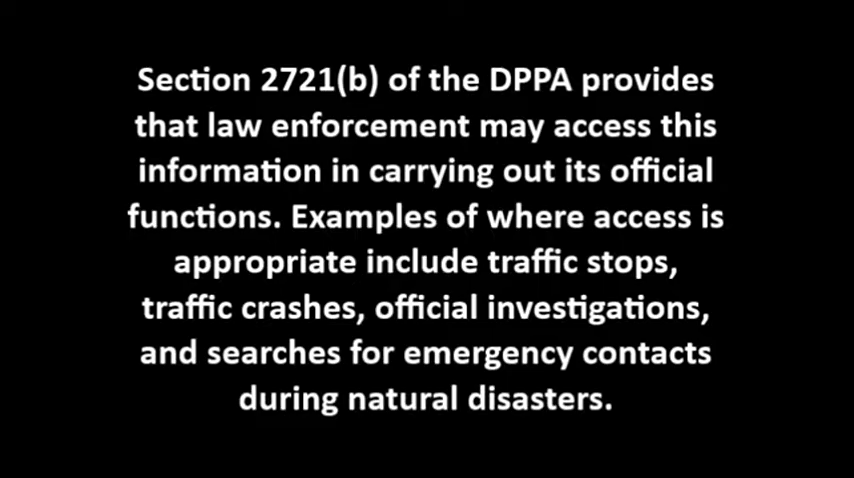 Section 2721(b) of the DPPA provides
that law enforcement may access this
information in carrying out its official
functions. Examples of where access is
appropriate include traffic stops,
traffic crashes, official investigations,
and searches for emergency contacts
during natural disasters.